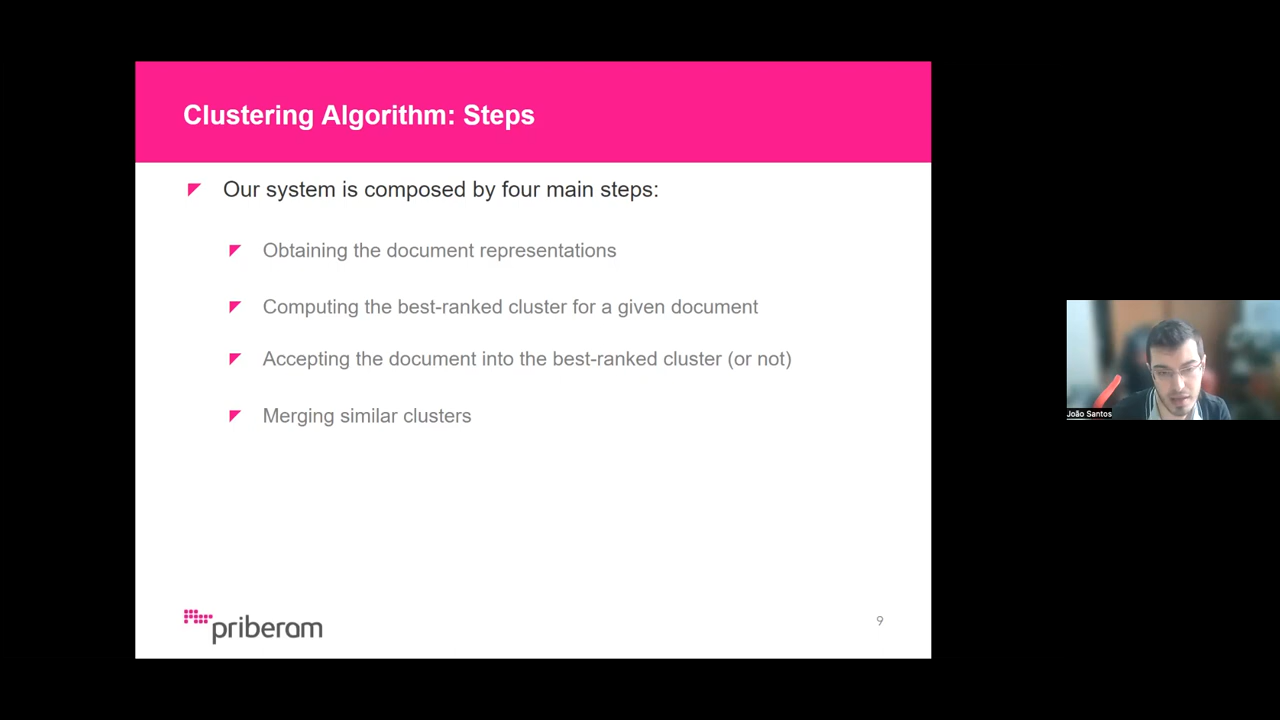 Clustering Algorithm: Steps
Our system is composed by four main steps:
Obtaining the document representations
Computing the best-ranked cluster for a given document
Accepting the document into the best-ranked cluster (or not)
Merging similar clusters
João Santos
priberam
9